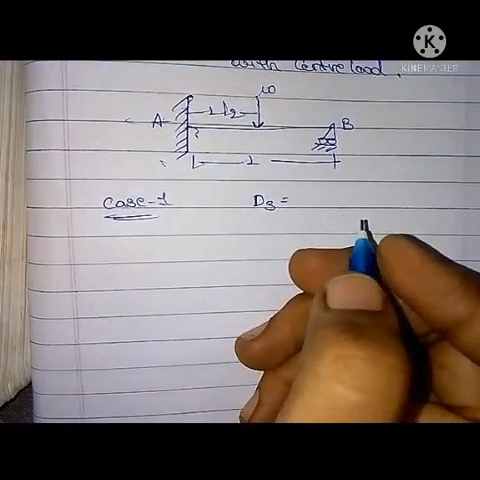 K
KINEMASTER
with Centre load.
ω
L/2
A
B
L
Case-1 Ds =